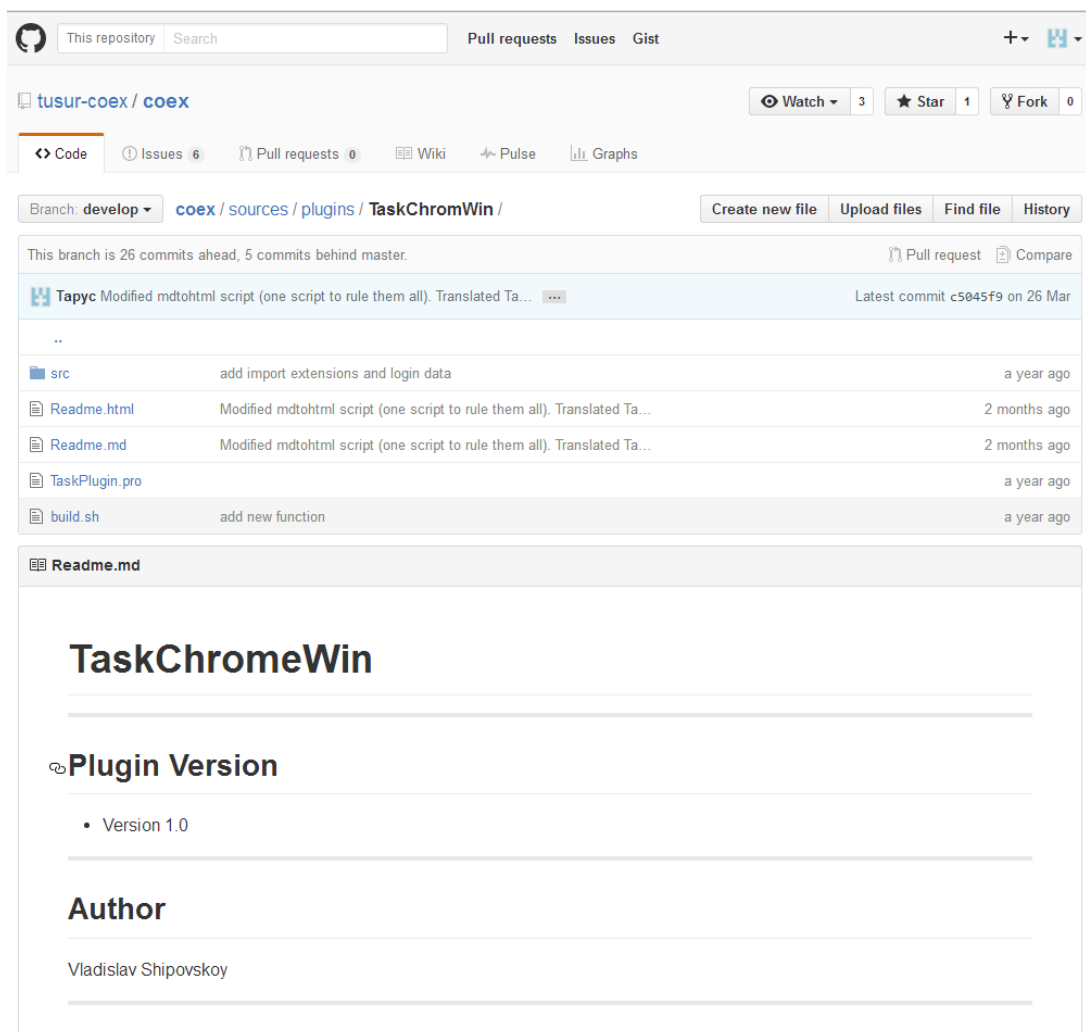 This repository Search Pull requests Issues Gist
tusur-coex / coex Watch 3 Star 1 Fork 0
Code Issues 6 Pull requests 0 Wiki Pulse Graphs
Branch: develop coex / sources / plugins / TaskChromWin / Create new file Upload files Find file History
This branch is 26 commits ahead, 5 commits behind master. Pull request Compare
Tapyc Modified mdtohtml script (one script to rule them all). Translated Ta… … Latest commit c5045f9 on 26 Mar
..
src add import extensions and login data a year ago
Readme.html Modified mdtohtml script (one script to rule them all). Translated Ta… 2 months ago
Readme.md Modified mdtohtml script (one script to rule them all). Translated Ta… 2 months ago
TaskPlugin.pro a year ago
build.sh add new function a year ago
Readme.md
TaskChromeWin
Plugin Version
• Version 1.0
Author
Vladislav Shipovskoy